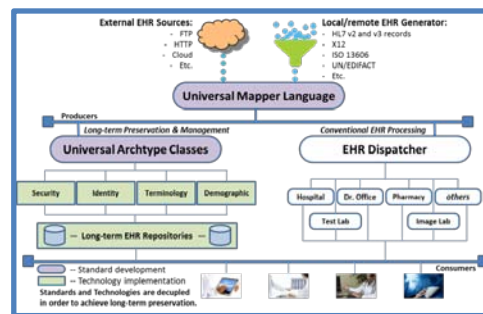 External EHR Sources:
- FTP
- HTTP
- Cloud
- Etc.
Local/remote EHR Generator:
- HL7 v2 and v3 records
- X12
- ISO 13606
- UN/EDIFACT
- Etc.
Universal Mapper Language
Producers
Long-term Preservation & Management
Conventional EHR Processing
Universal Archtype Classes
EHR Dispatcher
Security
Identity
Terminology
Demographic
Hospital
Dr. Office
Pharmacy
others
Test Lab
Image Lab
-- Long-term EHR Repositories --
Consumers
-- Standard development
-- Technology implementation
Standards and Technologies are decupled
in order to achieve long-term preservation.